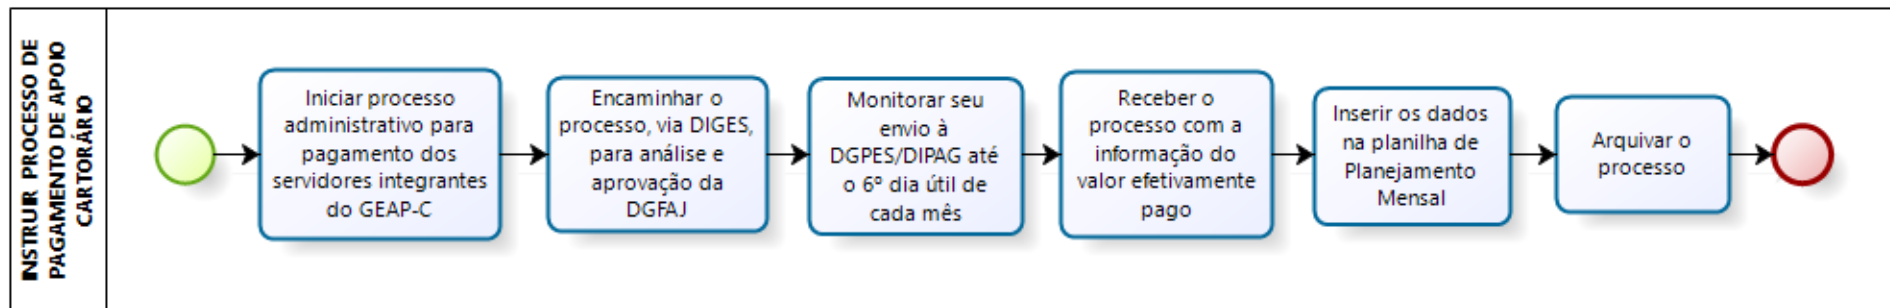 INSTRUIR PROCESSO DE
PAGAMENTO DE APOIO
CARTORÁRIO
Iniciar processo
administrativo para
pagamento dos
servidores integrantes
do GEAP-C
Encaminhar o
processo, via DIGES,
para análise e
aprovação da
DGFAJ
Monitorar seu
envio à
DGPES/DIPAG até
o 6º dia útil de
cada mês
Receber o
processo com a
informação do
valor efetivamente
pago
Inserir os dados
na planilha de
Planejamento
Mensal
Arquivar o
processo